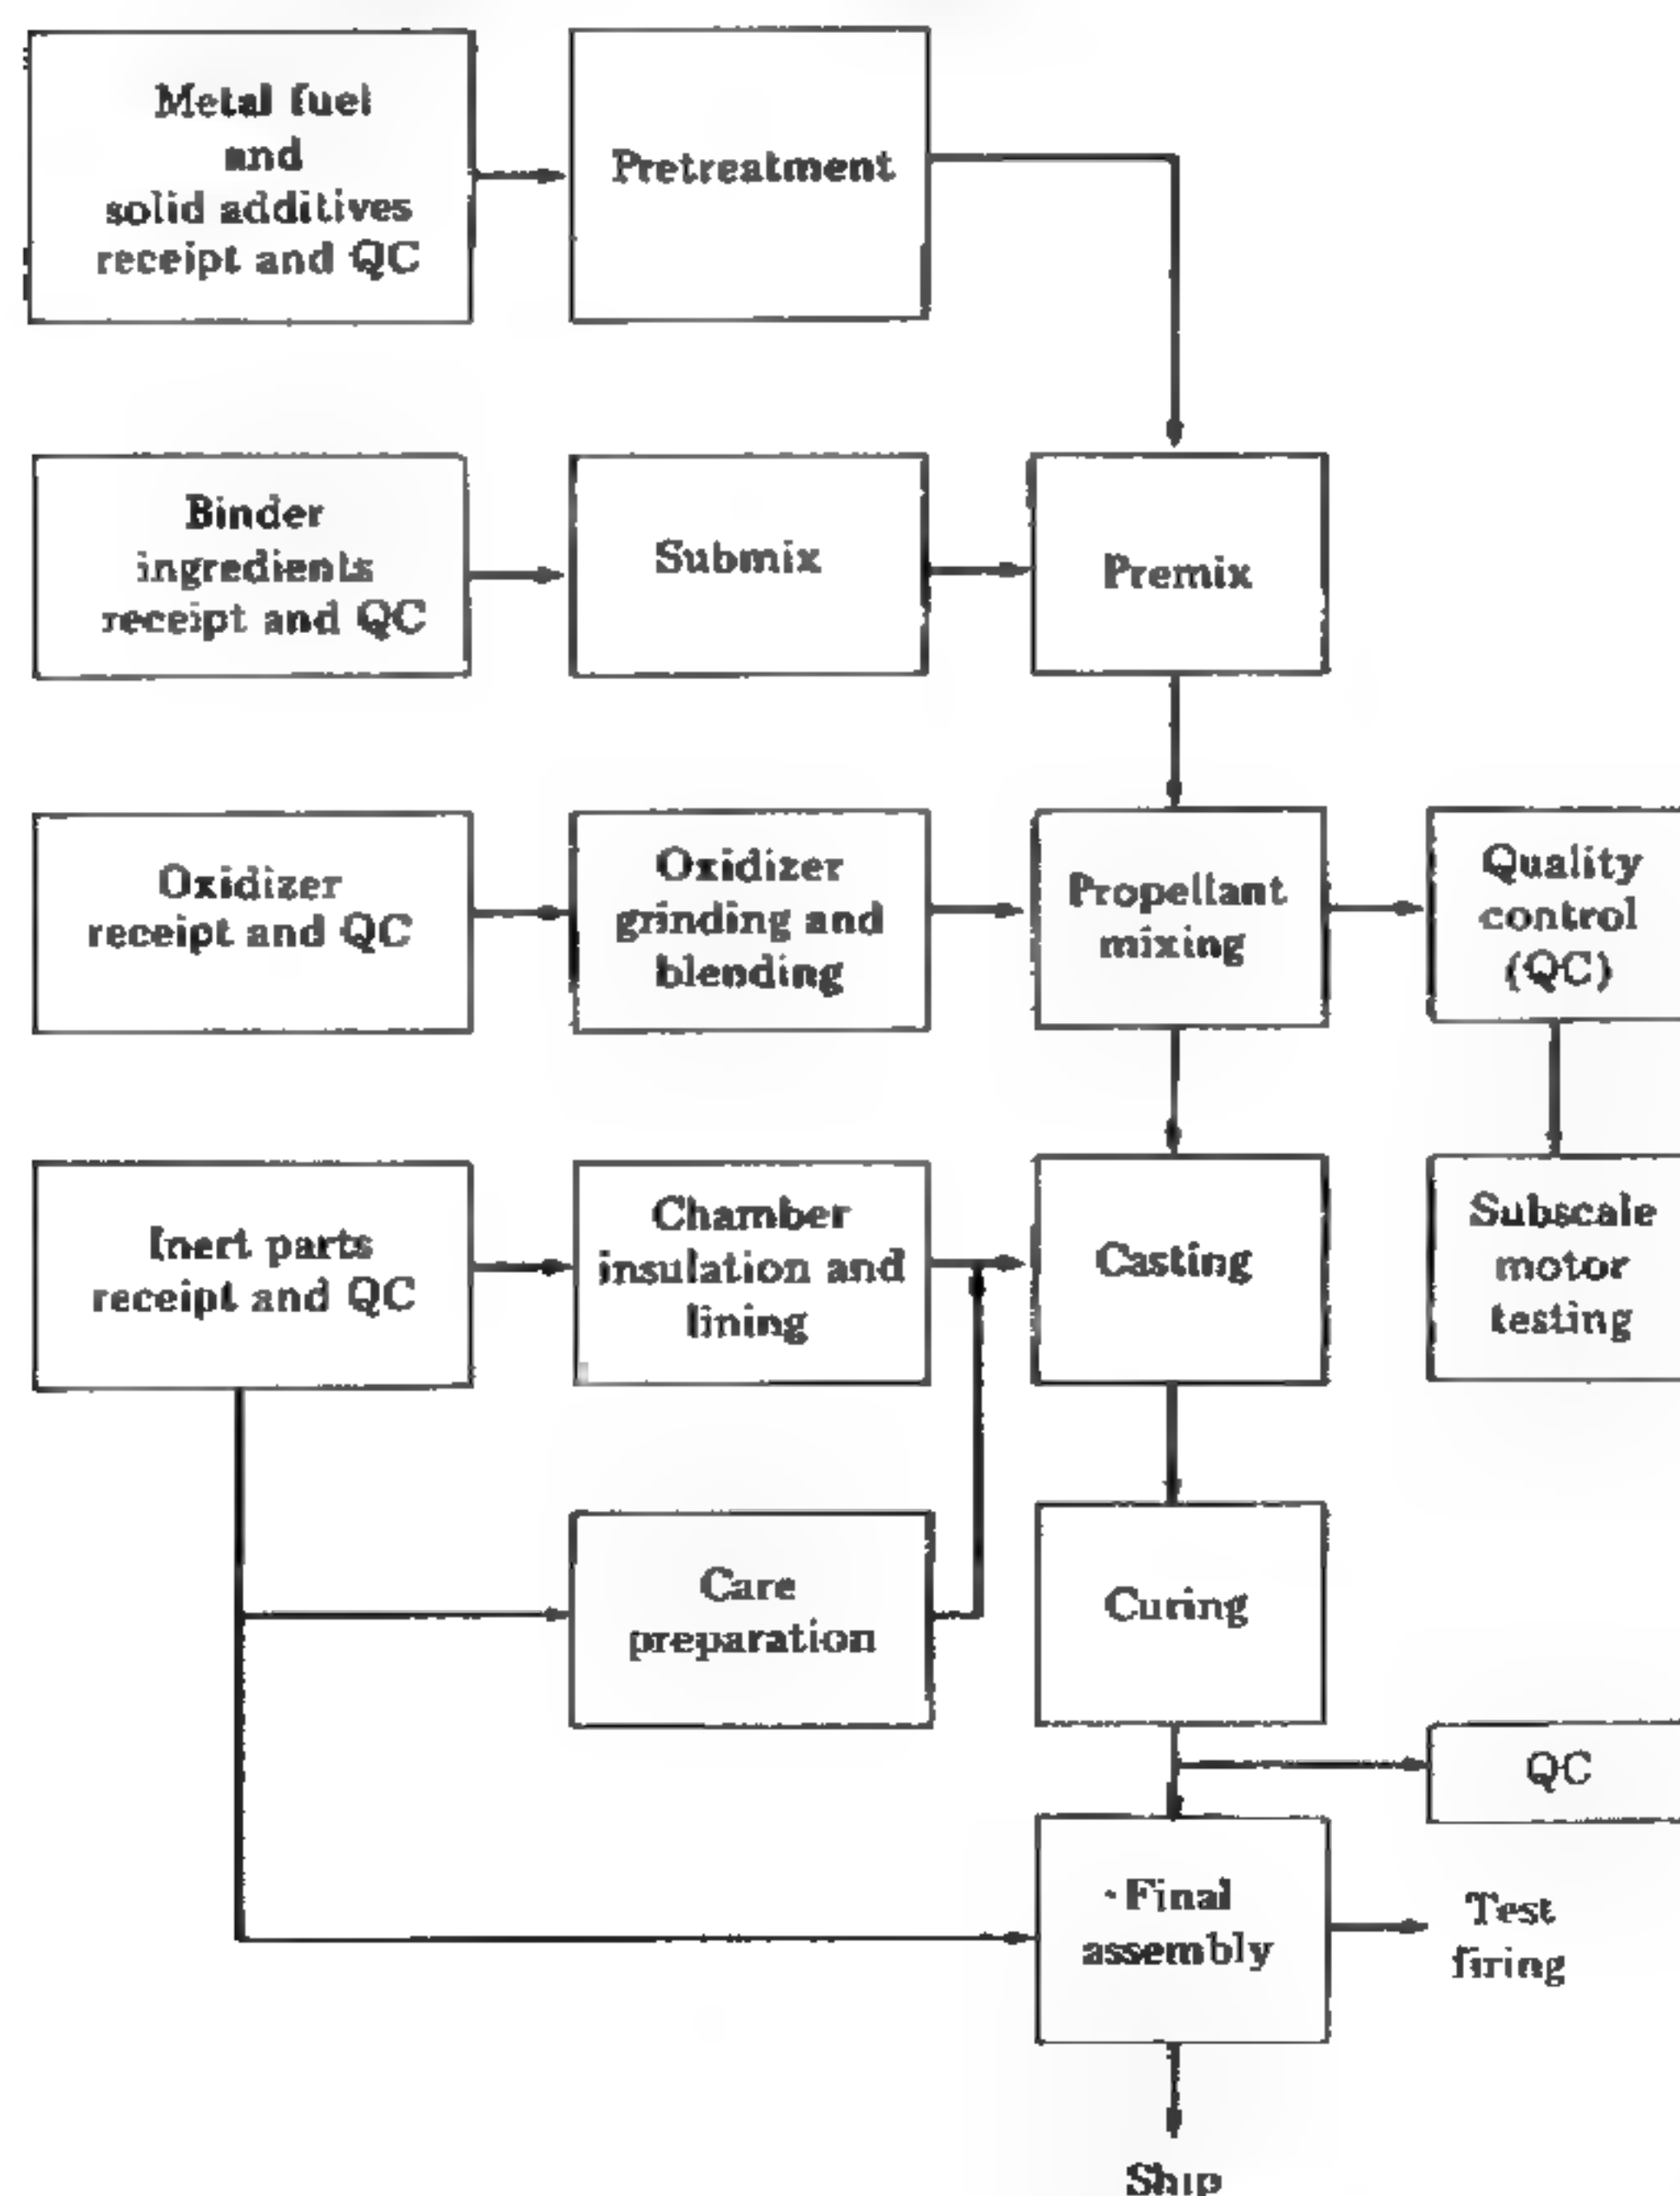 Metal fuel
and
solid additives
receipt and QC
Pretreatment
Binder
ingredients
receipt and QC
Submix
Premix
Oxidizer
receipt and QC
Oxidizer
grinding and
blending
Propellant
mixing
Quality
control
(QC)
Inert parts
receipt and QC
Chamber
insulation and
lining
Casting
Subscale
motor
testing
Care
preparation
Curing
QC
Final
assembly
Test
firing
Ship